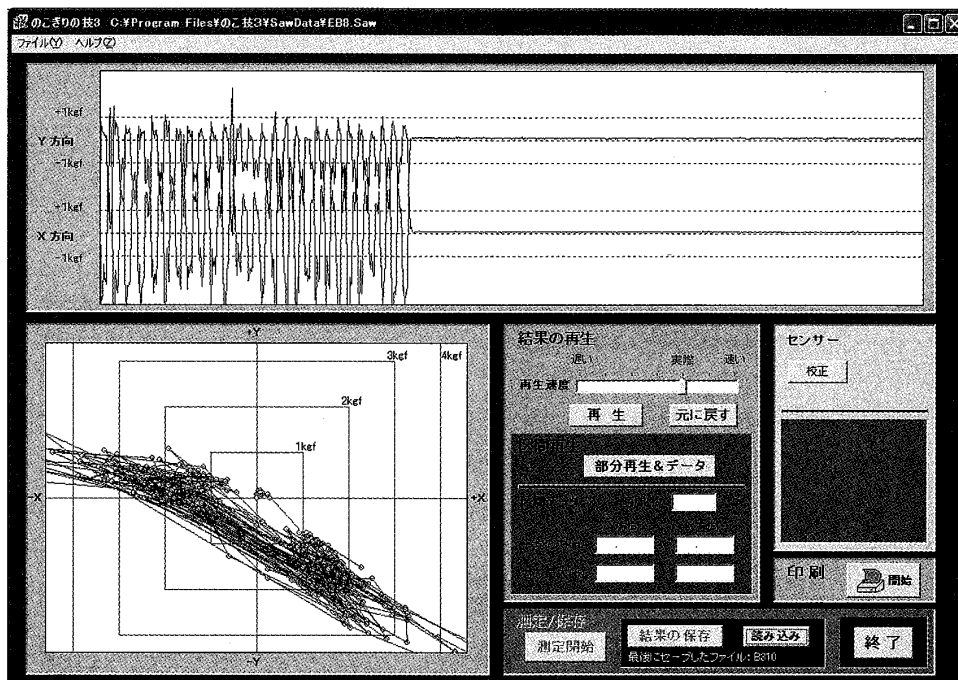 のこぎりの技3 C:¥Program Files¥のこ技3¥SawData¥EB8.Saw
ファイル(Y) ヘルプ(Z)
+1kgf
Y 方向
-1kgf
+1kgf
X 方向
-1kgf
+Y
3kgf
4kgf
2kgf
1kgf
-X
+X
-Y
結果の再生
遅い 実際 速い
再生速度
再 生
元に戻す
部分再生&データ
センサー
校正
印刷
開始
測定/保存
測定開始
結果の保存
読み込み
最後にセーブしたファイル: B310
終了